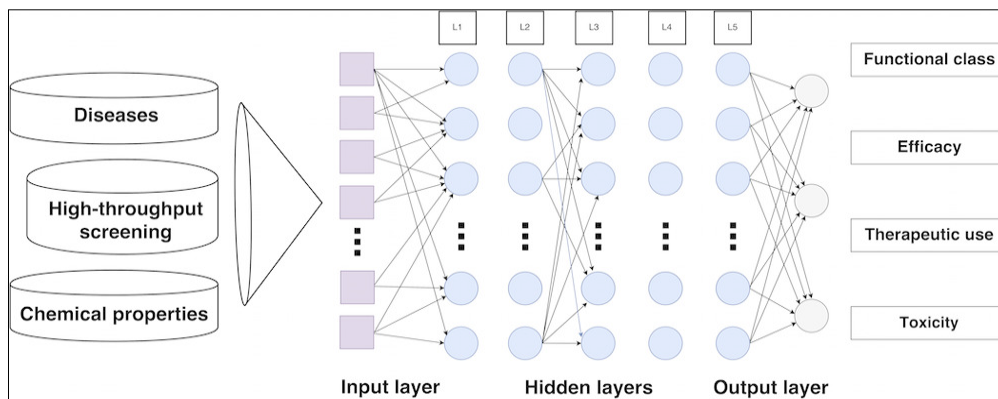 L1
L2
L3
L4
L5
Diseases
High-throughput
screening
Chemical properties
Functional class
Efficacy
Therapeutic use
Toxicity
Input layer
Hidden layers
Output layer